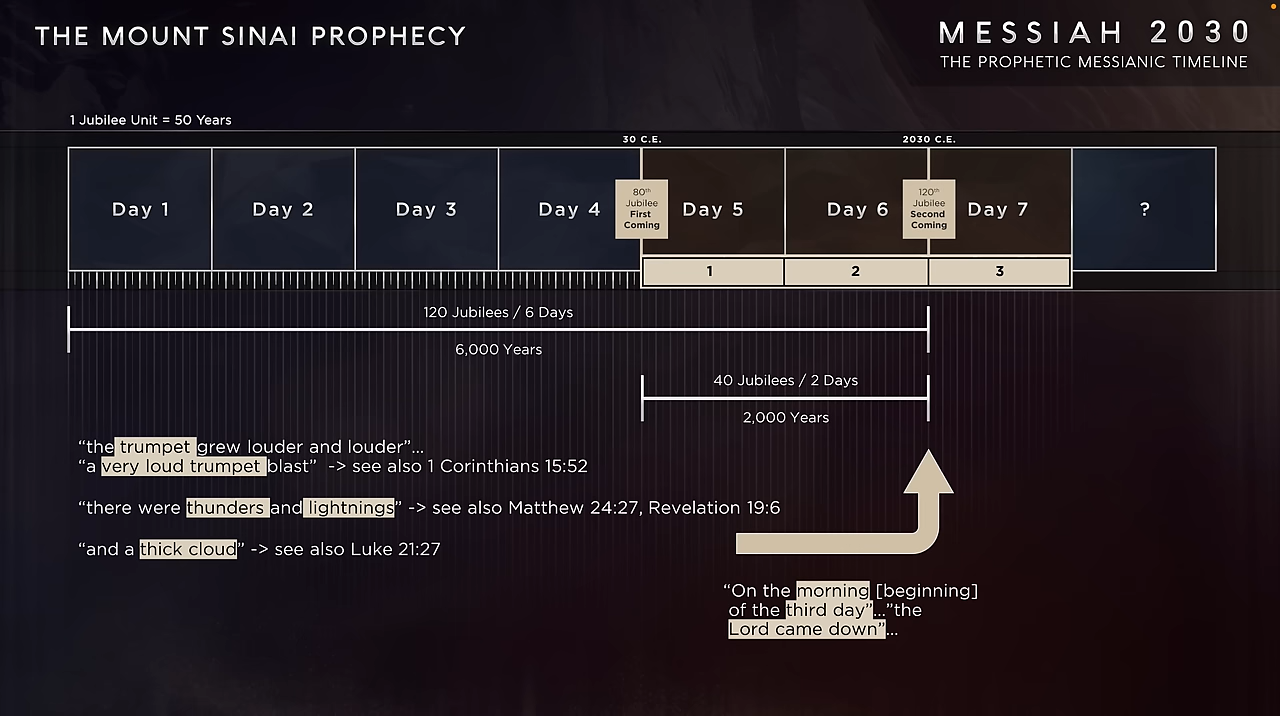 THE MOUNT SINAI PROPHECY
MESSIAH 2030
THE PROPHETIC MESSIANIC TIMELINE
1 Jubilee Unit = 50 Years
30 C.E.
2030 C.E.
Day 1
Day 2
Day 3
Day 4
80th
Jubilee
First
Coming
Day 5
Day 6
120th
Jubilee
Second
Coming
Day 7
?
1
2
3
120 Jubilees / 6 Days
6,000 Years
40 Jubilees / 2 Days
2,000 Years
“the trumpet grew louder and louder”...
“a very loud trumpet blast” -> see also 1 Corinthians 15:52
“there were thunders and lightnings” -> see also Matthew 24:27, Revelation 19:6
“and a thick cloud” -> see also Luke 21:27
“On the morning [beginning]
of the third day”...”the
Lord came down”...